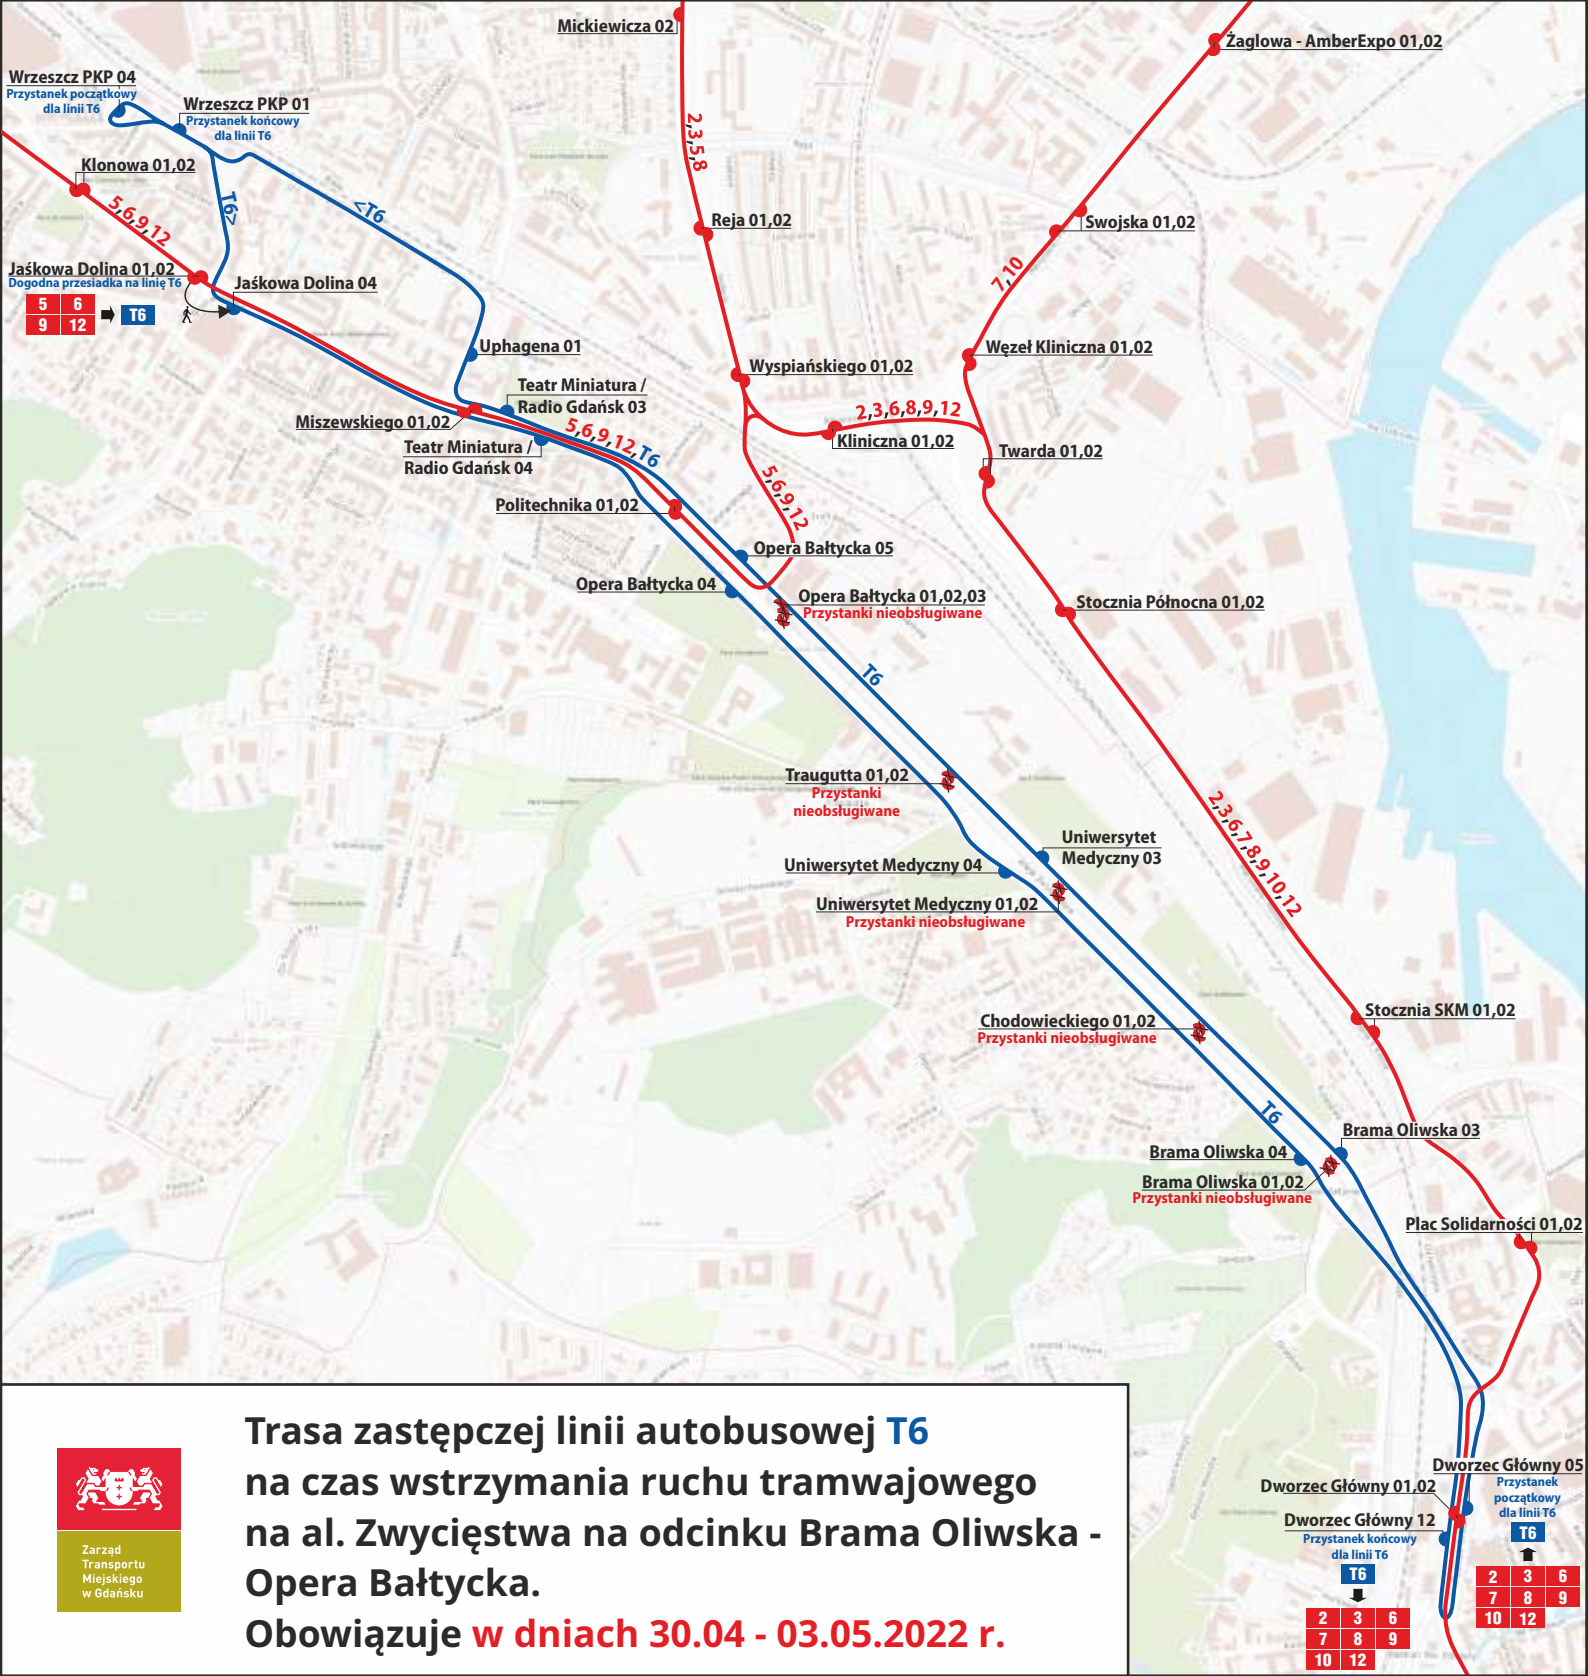 Mickiewicza 02
Żaglowa - AmberExpo 01,02
Wrzeszcz PKP 04
Przystanek początkowy
dla linii T6
Wrzeszcz PKP 01
Przystanek końcowy
dla linii T6
Klonowa 01,02
2,3,5,8
T6>
<T6
5,6,9,12
Reja 01,02
Swojska 01,02
7,10
Jaśkowa Dolina 01,02
Dogodna przesiadka na linię T6
5 6
9 12
T6
Jaśkowa Dolina 04
Uphagena 01
Węzeł Kliniczna 01,02
Wyspiańskiego 01,02
Teatr Miniatura /
Radio Gdańsk 03
Miszewskiego 01,02
2,3,6,8,9,12
Kliniczna 01,02
5,6,9,12,T6
Teatr Miniatura /
Radio Gdańsk 04
Twarda 01,02
5,6,9,12
Politechnika 01,02
Opera Bałtycka 05
Opera Bałtycka 04
Opera Bałtycka 01,02,03
Przystanki nieobsługiwane
Stocznia Północna 01,02
T6
Traugutta 01,02
Przystanki
nieobsługiwane
2,3,6,7,8,9,10,12
Uniwersytet
Medyczny 03
Uniwersytet Medyczny 04
Uniwersytet Medyczny 01,02
Przystanki nieobsługiwane
Stocznia SKM 01,02
Chodowieckiego 01,02
Przystanki nieobsługiwane
T6
Brama Oliwska 03
Brama Oliwska 04
Brama Oliwska 01,02
Przystanki nieobsługiwane
Plac Solidarności 01,02
Dworzec Główny 05
Przystanek
początkowy
dla linii T6
T6
2 3 6
7 8 9
10 12
Dworzec Główny 01,02
Dworzec Główny 12
Przystanek końcowy
dla linii T6
T6
2 3 6
7 8 9
10 12
Zarząd
Transportu
Miejskiego
w Gdańsku
Trasa zastępczej linii autobusowej T6
na czas wstrzymania ruchu tramwajowego
na al. Zwycięstwa na odcinku Brama Oliwska -
Opera Bałtycka.
Obowiązuje w dniach 30.04 - 03.05.2022 r.